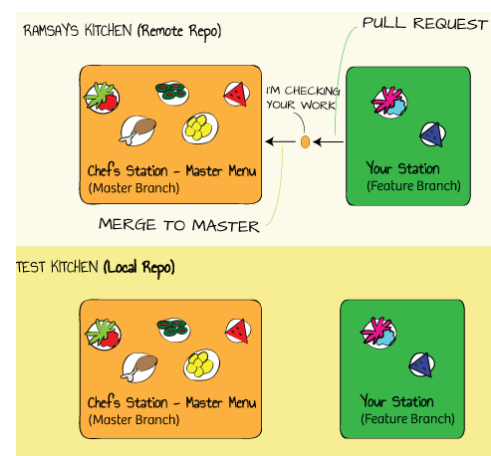 RAMSAY'S KITCHEN (Remote Repo)
PULL REQUEST
I'M CHECKING
YOUR WORK
Chef's Station - Master Menu
(Master Branch)
Your Station
(Feature Branch)
MERGE TO MASTER
TEST KITCHEN (Local Repo)
Chef's Station - Master Menu
(Master Branch)
Your Station
(Feature Branch)